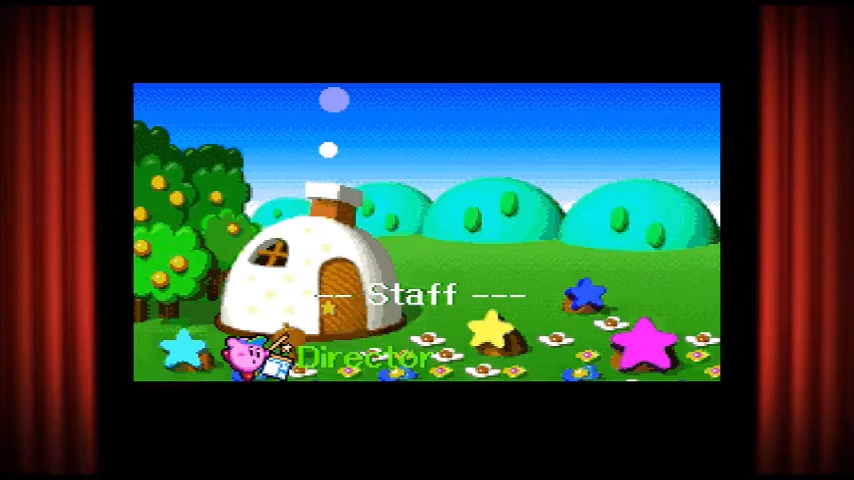 --- Staff ---
Director